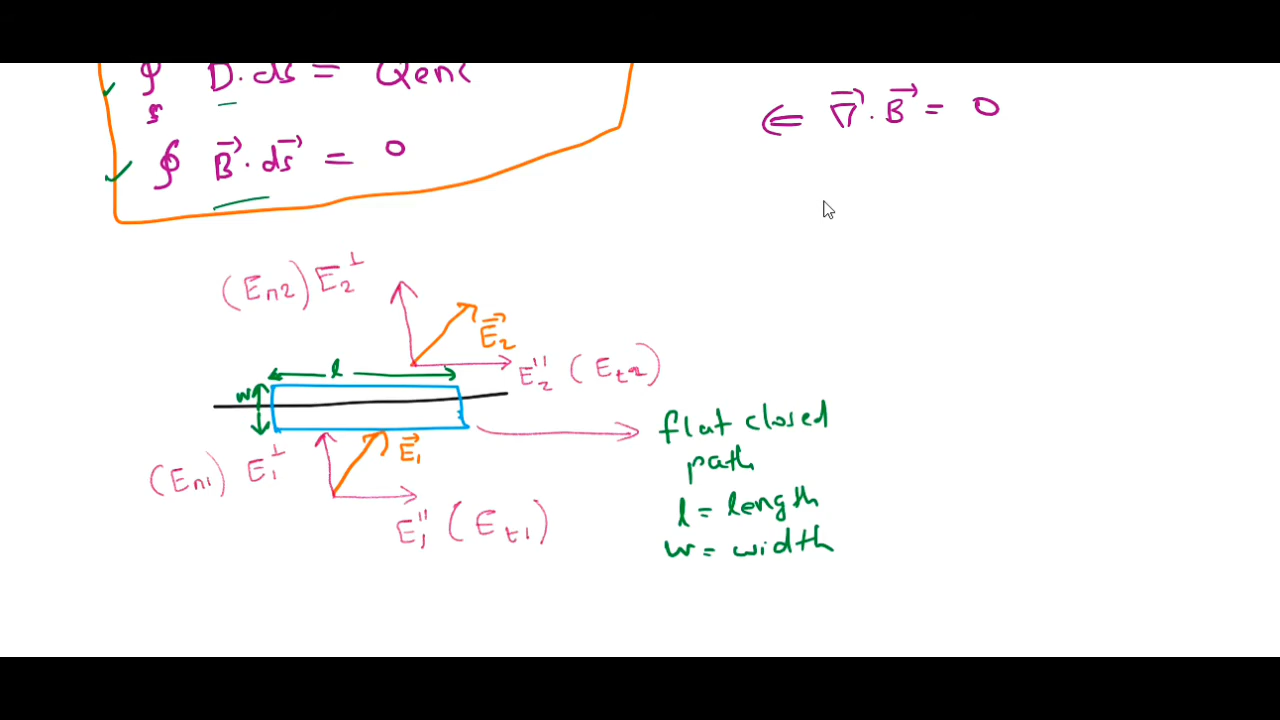 ∮ₛ D · ds = Qenc
∮ B⃗ · ds⃗ = 0
⇐ ∇⃗ · B⃗ = 0
(En2) E₂^⊥
E⃗₂
l
E₂^∥ (Et2)
w
E⃗₁
(En1) E₁^⊥
E₁^∥ (Et1)
flat closed
path
l = length
w = width